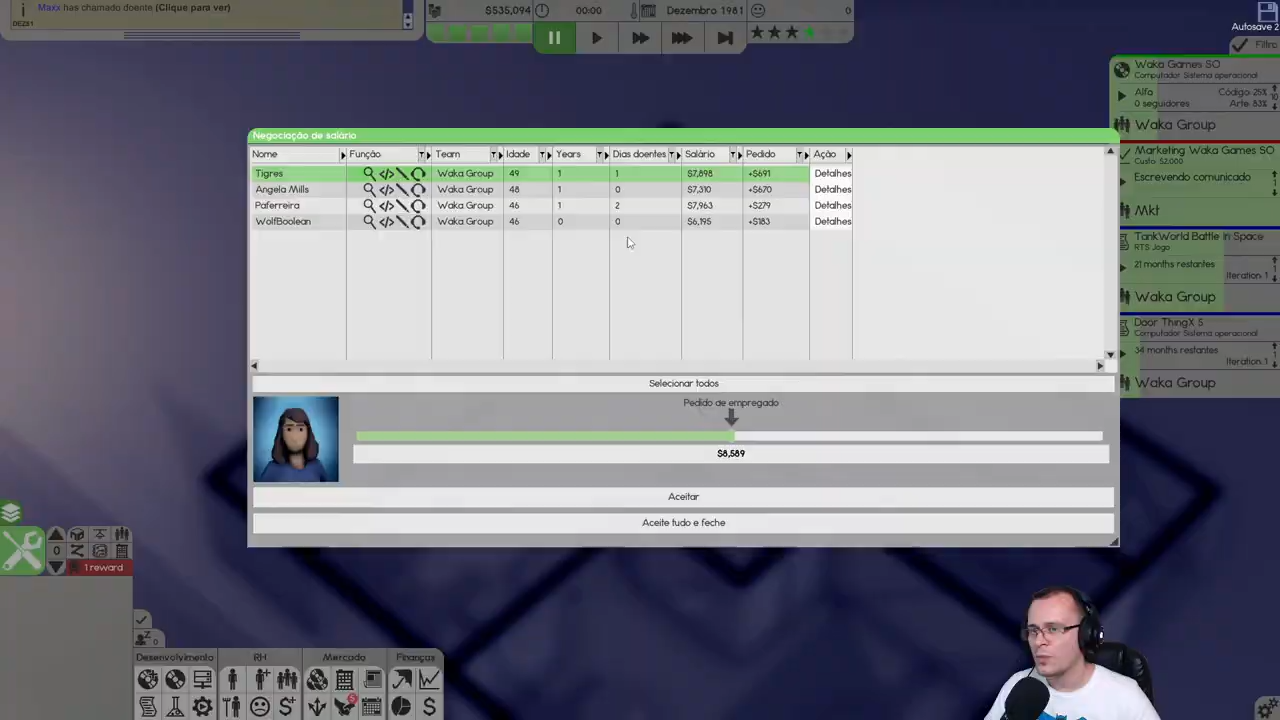 Maxx has chamado doente (Clique para ver)
DEZ81
$535,094
00:00
Dezembro 1981
0
Autosave 2
Filtro
Waka Games SO
Computador Sistema operacional
Alfa
Código: 25%
0 seguidores
Arte: 83%
10
Waka Group
Marketing Waka Games SO
Custo: $2.000
Escrevendo comunicado
Mkt
TankWorld Battle In Space
RTS Jogo
21 months restantes
Iteration: 1
Waka Group
Door ThingX 5
Computador Sistema operacional
34 months restantes
Iteration: 1
Waka Group
Negociação de salário
Nome Função Team Idade Years Dias doentes Salário Pedido Ação
Tigres Waka Group 49 1 1 $7,898 +$691 Detalhes
Angela Mills Waka Group 48 1 0 $7,310 +$670 Detalhes
Paferreira Waka Group 46 1 2 $7,963 +$279 Detalhes
WolfBoolean Waka Group 46 0 0 $6,195 +$183 Detalhes
Selecionar todos
Pedido de empregado
$8,589
Aceitar
Aceite tudo e feche
0
1 reward
0
Desenvolvimento RH Mercado Finanças